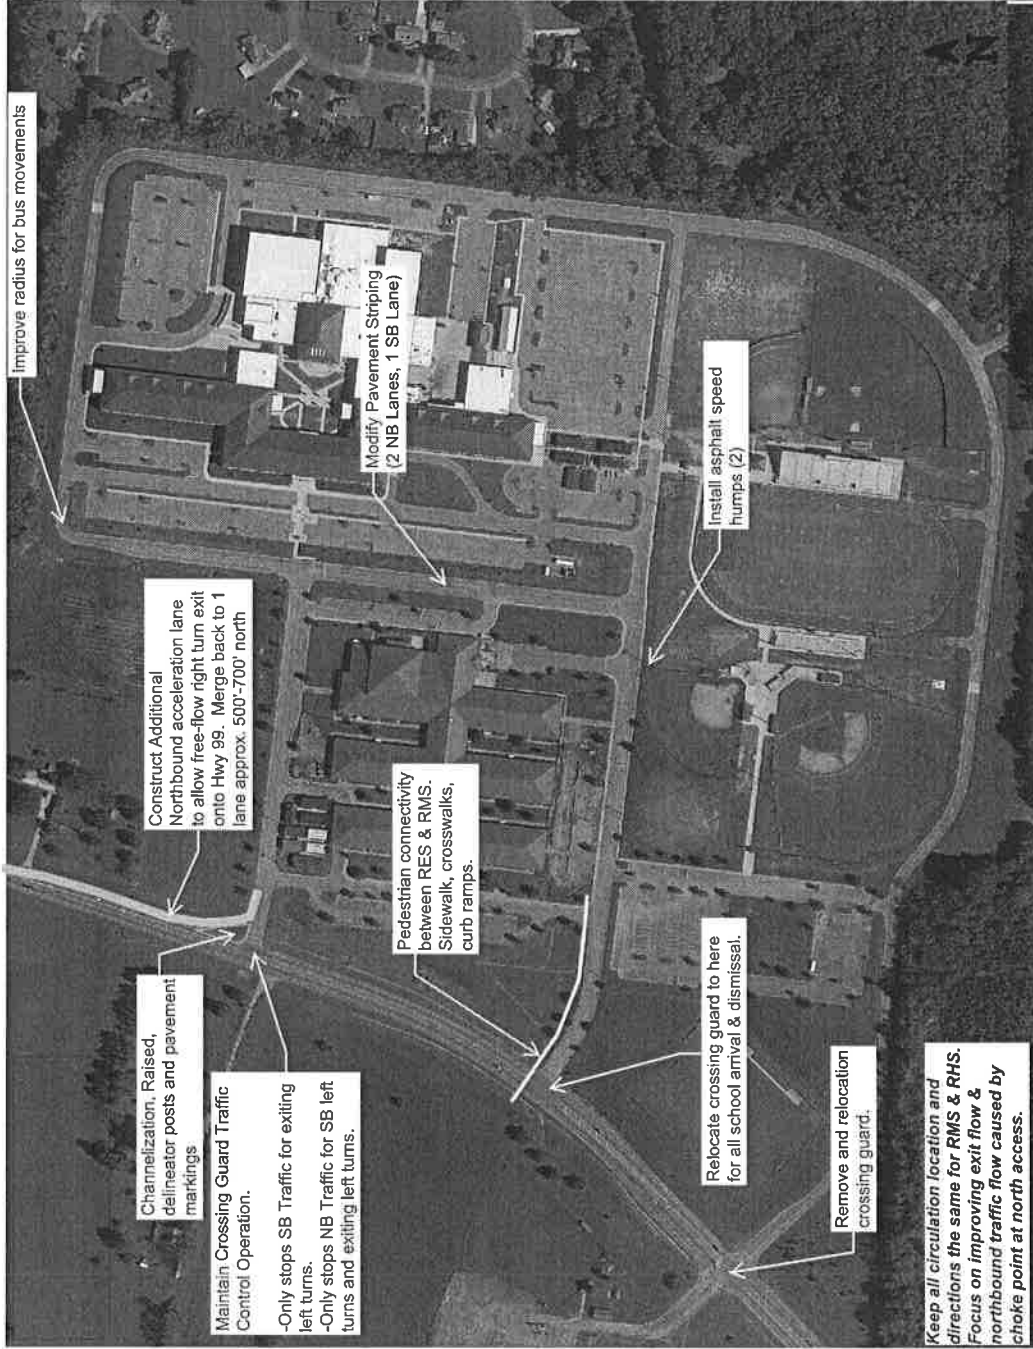 Improve radius for bus movements
Construct Additional
Northbound acceleration lane
to allow free-flow right turn exit
onto Hwy 99. Merge back to 1
lane approx. 500'-700' north
Modify Pavement Striping
(2 NB Lanes, 1 SB Lane)
Channelization. Raised,
delineator posts and pavement
markings
Maintain Crossing Guard Traffic
Control Operation.
-Only stops SB Traffic for exiting
left turns.
-Only stops NB Traffic for SB left
turns and exiting left turns.
Pedestrian connectivity
between RES & RMS.
Sidewalk, crosswalks,
curb ramps.
Install asphalt speed
humps (2)
Relocate crossing guard to here
for all school arrival & dismissal.
Remove and relocation
crossing guard.
Keep all circulation location and
directions the same for RMS & RHS.
Focus on improving exit flow &
northbound traffic flow caused by
choke point at north access.
N